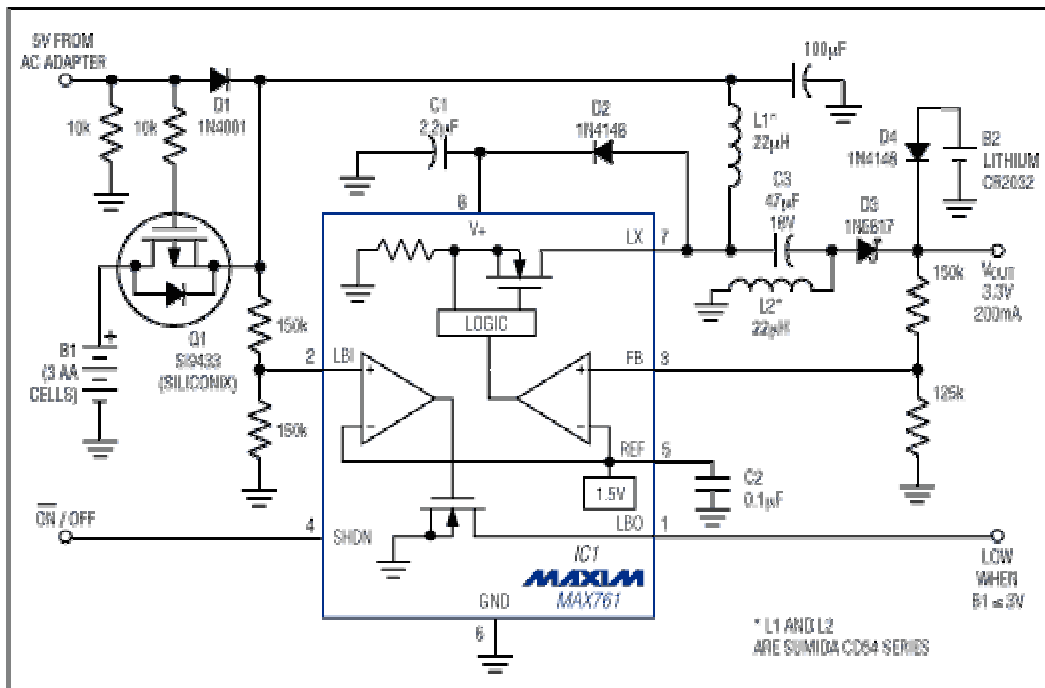 5V FROM
AC ADAPTER
D1
1N4001
10k
10k
C1
2.2µF
D2
1N4148
100µF
L1*
22µH
D4
1N4148
B2
LITHIUM
CR2032
C3
47µF
16V
D3
1N5817
8
V+
LX
7
VOUT
3.3V
200mA
LOGIC
L2*
22µH
150k
150k
Q1
SI9433
(SILICONIX)
B1
(3 AA
CELLS)
+
2
LBI
FB
3
+
–
+
–
150k
125k
REF
5
1.5V
C2
0.1µF
ON / OFF
4
SHDN
LBO
1
IC1
MAXIM
MAX761
GND
6
LOW
WHEN
B1 ≤ 3V
* L1 AND L2
ARE SUMIDA CD54 SERIES